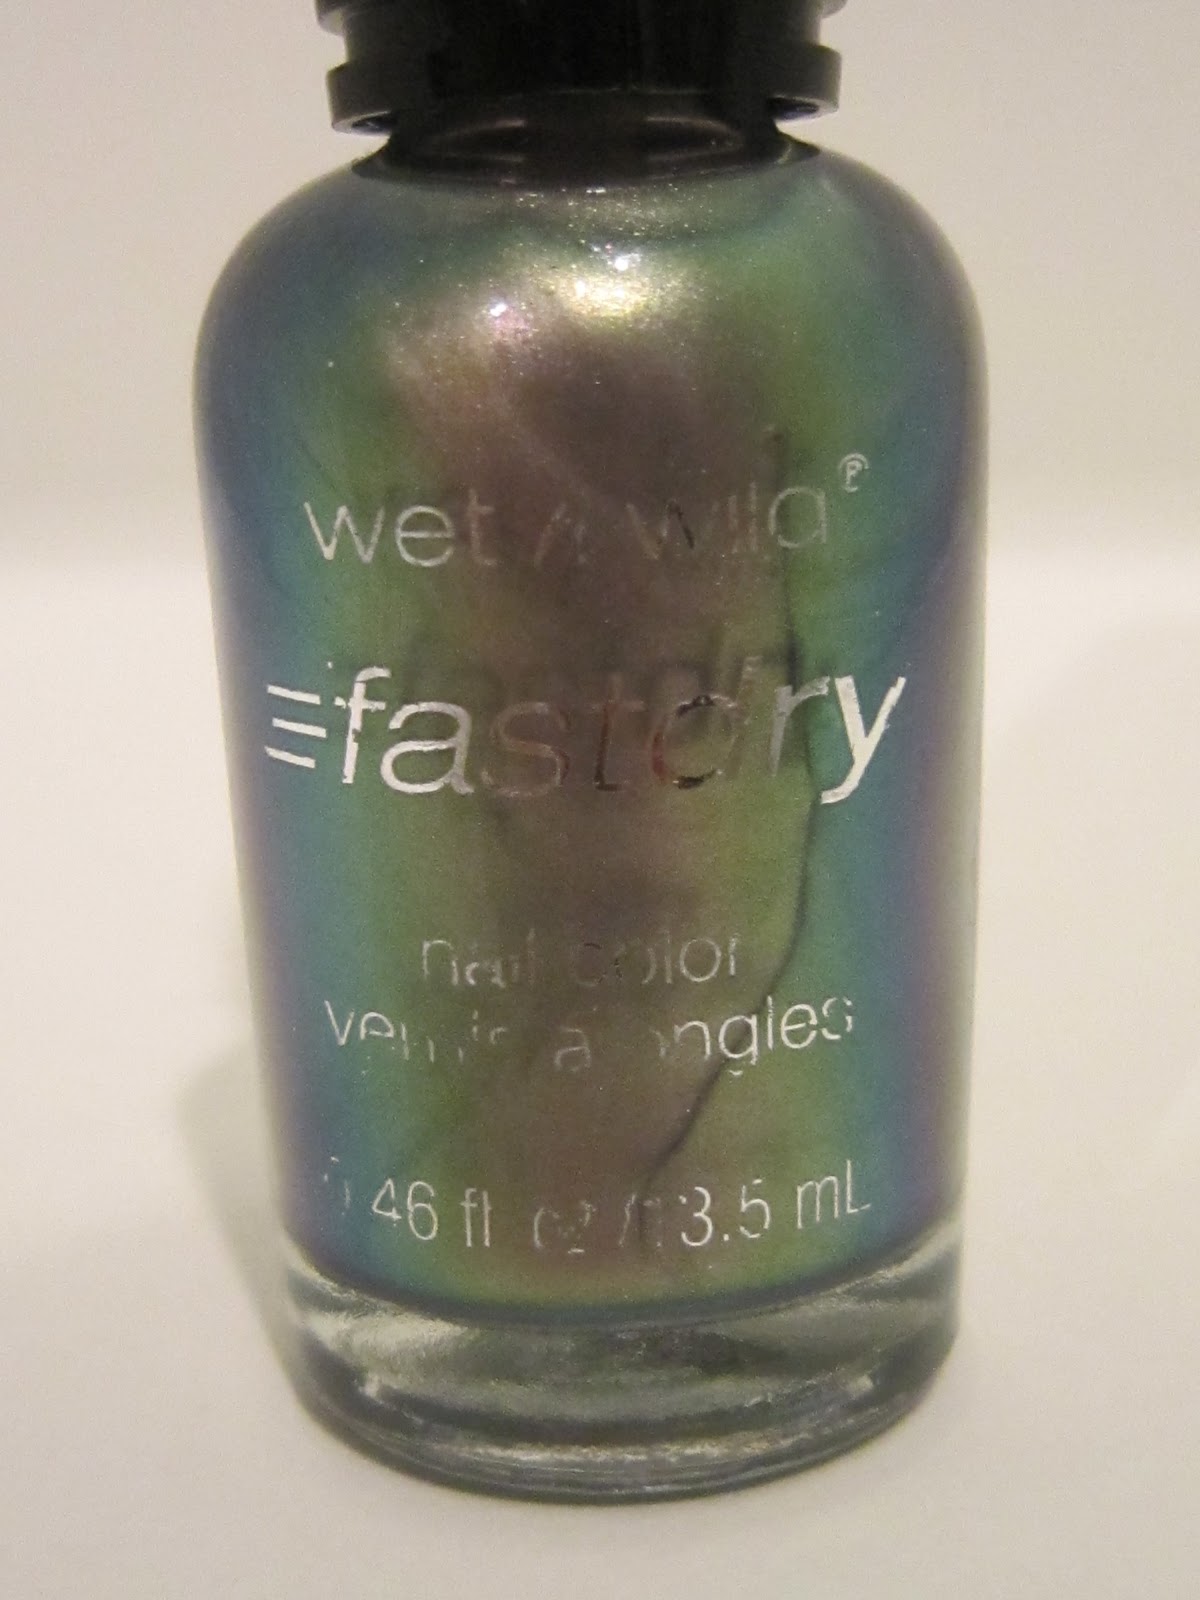 wet n wild®
fastdry
nail color
vernis à ongles
0.46 fl oz / 13.5 mL